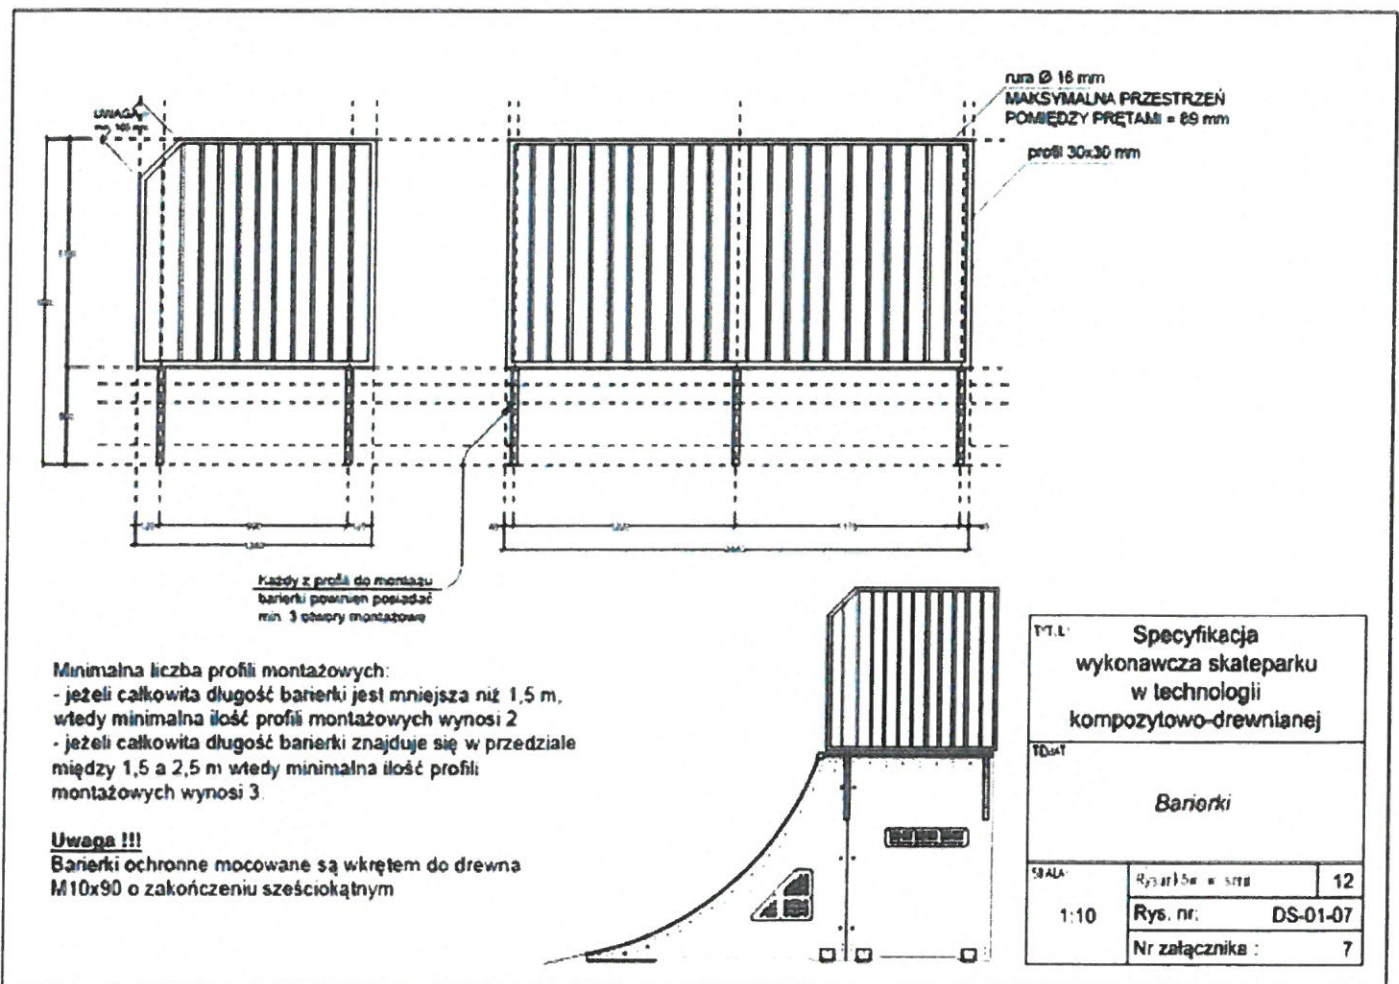 UWAGA
rura Ø 16 mm
MAKSYMALNA PRZESTRZEŃ
POMIĘDZY PRĘTAMI = 89 mm
profil 30x30 mm
Każdy z profili do montażu
barierki powinien posiadać
min. 3 otwory montażowe
Minimalna liczba profili montażowych:
- jeżeli całkowita długość barierki jest mniejsza niż 1,5 m,
wtedy minimalna ilość profili montażowych wynosi 2
- jeżeli całkowita długość barierki znajduje się w przedziale
między 1,5 a 2,5 m wtedy minimalna ilość profili
montażowych wynosi 3.
Uwaga !!!
Barierki ochronne mocowane są wkrętem do drewna
M10x90 o zakończeniu sześciokątnym
Specyfikacja
wykonawcza skateparku
w technologii
kompozytowo-drewnianej
Barierki
SKALA:
1:10
12
Rys. nr: DS-01-07
Nr załącznika : 7